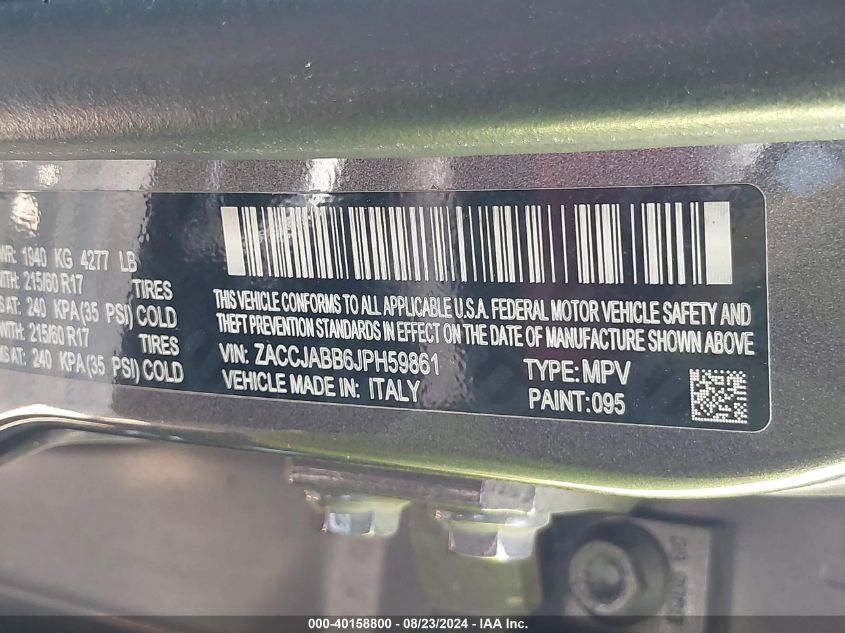 WR: 1940 KG 4277 LB
WITH: 215/60 R17 TIRES
S AT: 240 KPA(35 PSI) COLD
WITH: 215/60 R17 TIRES
S AT: 240 KPA(35 PSI) COLD
THIS VEHICLE CONFORMS TO ALL APPLICABLE U.S.A. FEDERAL MOTOR VEHICLE SAFETY AND
THEFT PREVENTION STANDARDS IN EFFECT ON THE DATE OF MANUFACTURE SHOWN ABOVE
VIN: ZACCJABB6JPH59861 TYPE: MPV
VEHICLE MADE IN: ITALY PAINT:095
000-40158800 - 08/23/2024 - IAA Inc.